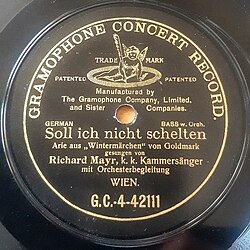 GRAMOPHONE CONCERT RECORD.
TRADE MARK
PATENTED PATENTED
Manufactured by
The Gramophone Company, Limited.
and Sister Companies.
GERMAN BASS w. Orch.
Soll ich nicht schelten
Arie aus „Wintermärchen" von Goldmark
gesungen von
Richard Mayr, k. k. Kammersänger
mit Orchesterbegleitung
WIEN.
G.C.-4-42111